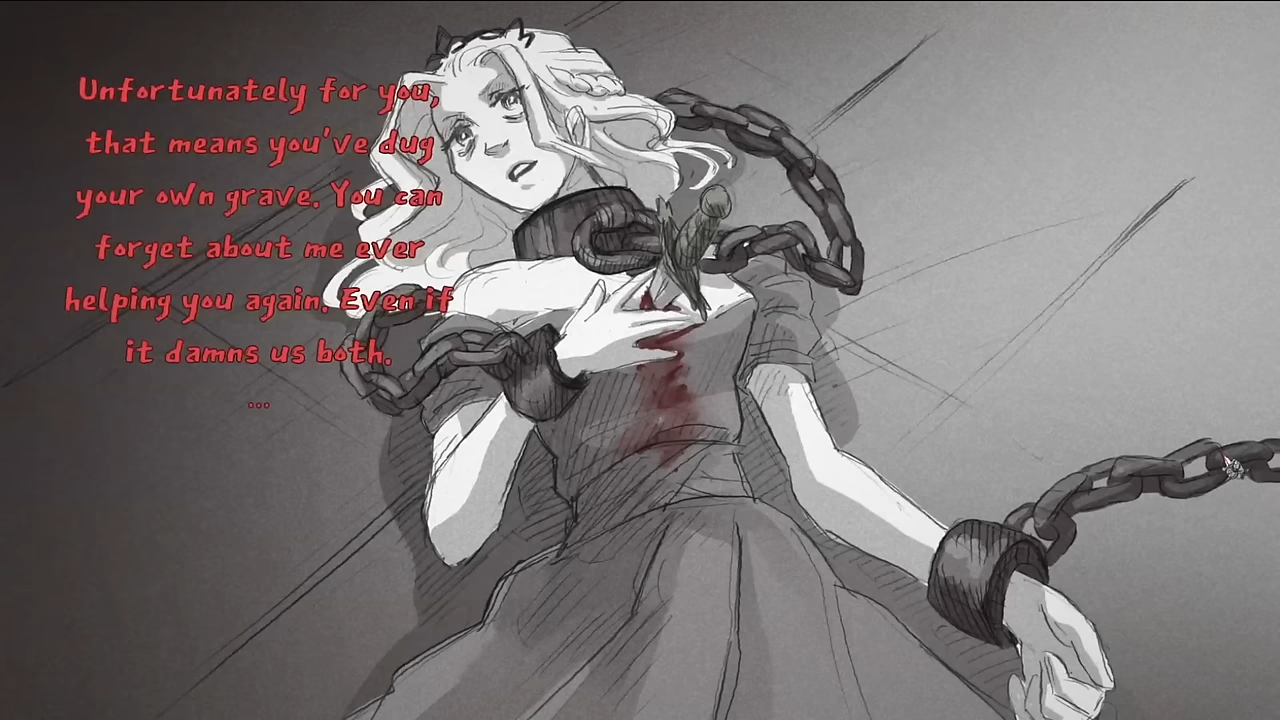 Unfortunately for you,
that means you've dug
your own grave. You can
forget about me ever
helping you again. Even if
it damns us both.
...